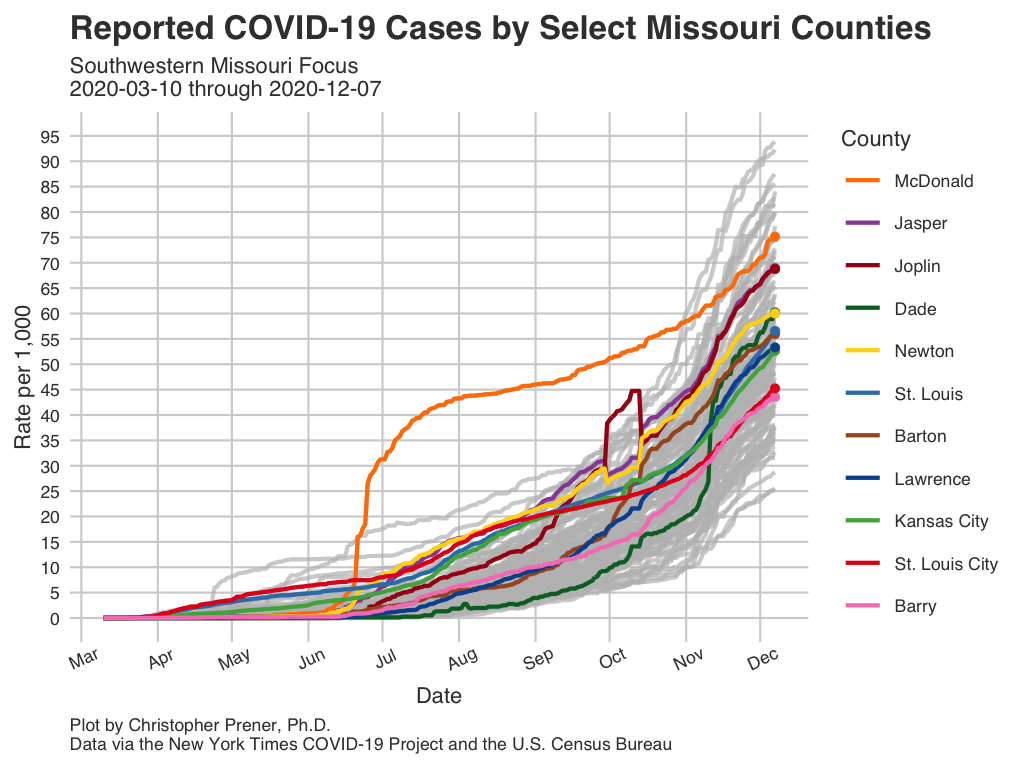 Reported COVID-19 Cases by Select Missouri Counties
Southwestern Missouri Focus
2020-03-10 through 2020-12-07
Rate per 1,000
95
90
85
80
75
70
65
60
55
50
45
40
35
30
25
20
15
10
5
0
Mar
Apr
May
Jun
Jul
Aug
Sep
Oct
Nov
Dec
Date
County
McDonald
Jasper
Joplin
Dade
Newton
St. Louis
Barton
Lawrence
Kansas City
St. Louis City
Barry
Plot by Christopher Prener, Ph.D.
Data via the New York Times COVID-19 Project and the U.S. Census Bureau